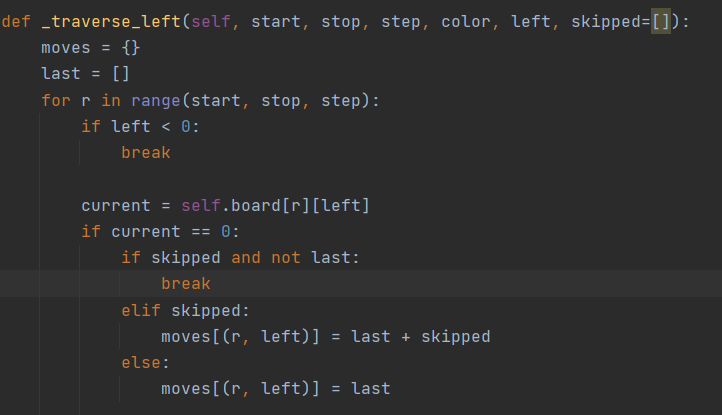 def _traverse_left(self, start, stop, step, color, left, skipped=[]):
    moves = {}
    last = []
    for r in range(start, stop, step):
        if left < 0:
            break

        current = self.board[r][left]
        if current == 0:
            if skipped and not last:
                break
            elif skipped:
                moves[(r, left)] = last + skipped
            else:
                moves[(r, left)] = last